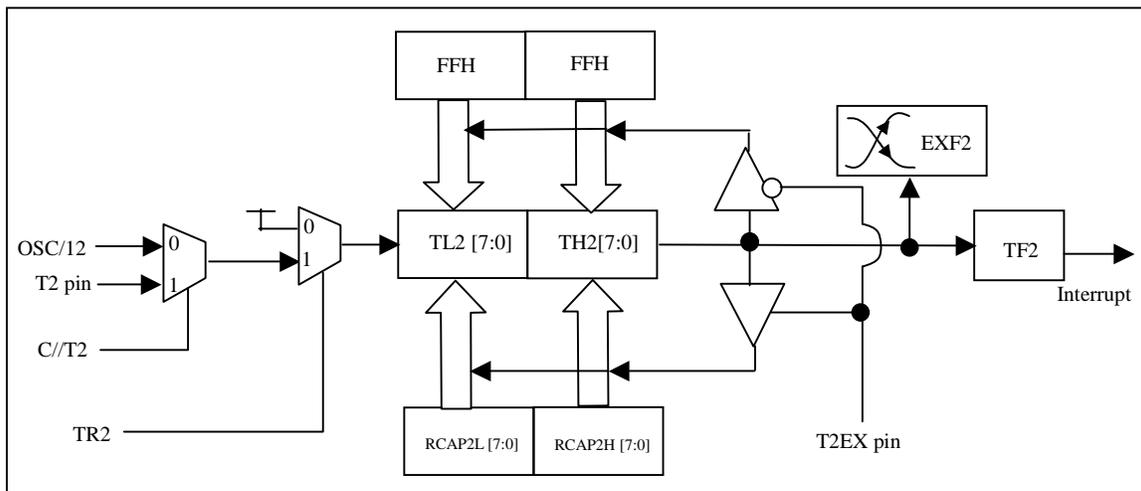 FFH
FFH
EXF2
0
OSC/12
0
TL2 [7:0]
TH2[7:0]
1
TF2
T2 pin
1
Interrupt
C//T2
TR2
RCAP2L [7:0]
RCAP2H [7:0]
T2EX pin